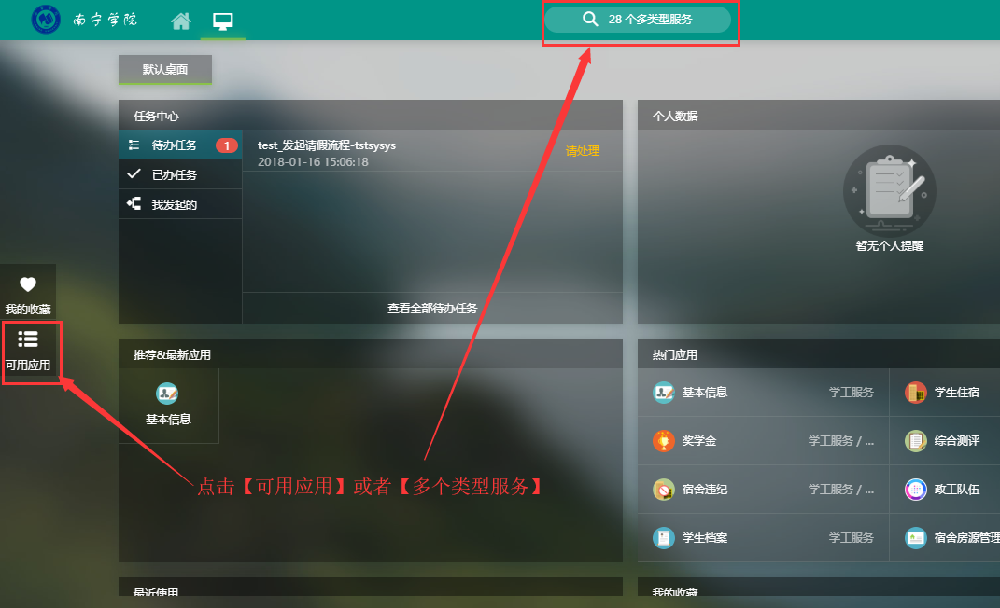 南宁学院
28 个多类型服务
默认桌面
任务中心
待办任务 1
已办任务
我发起的
test_发起请假流程-tstsysys
2018-01-16 15:06:18
请处理
查看全部待办任务
个人数据
暂无个人提醒
我的收藏
可用应用
推荐&最新应用
基本信息
点击【可用应用】或者【多个类型服务】
热门应用
基本信息 学工服务 学生住宿
奖学金 学工服务 / ... 综合测评
宿舍违纪 学工服务 / ... 政工队伍
学生档案 学工服务 宿舍房源管理
最近使用
我的收藏